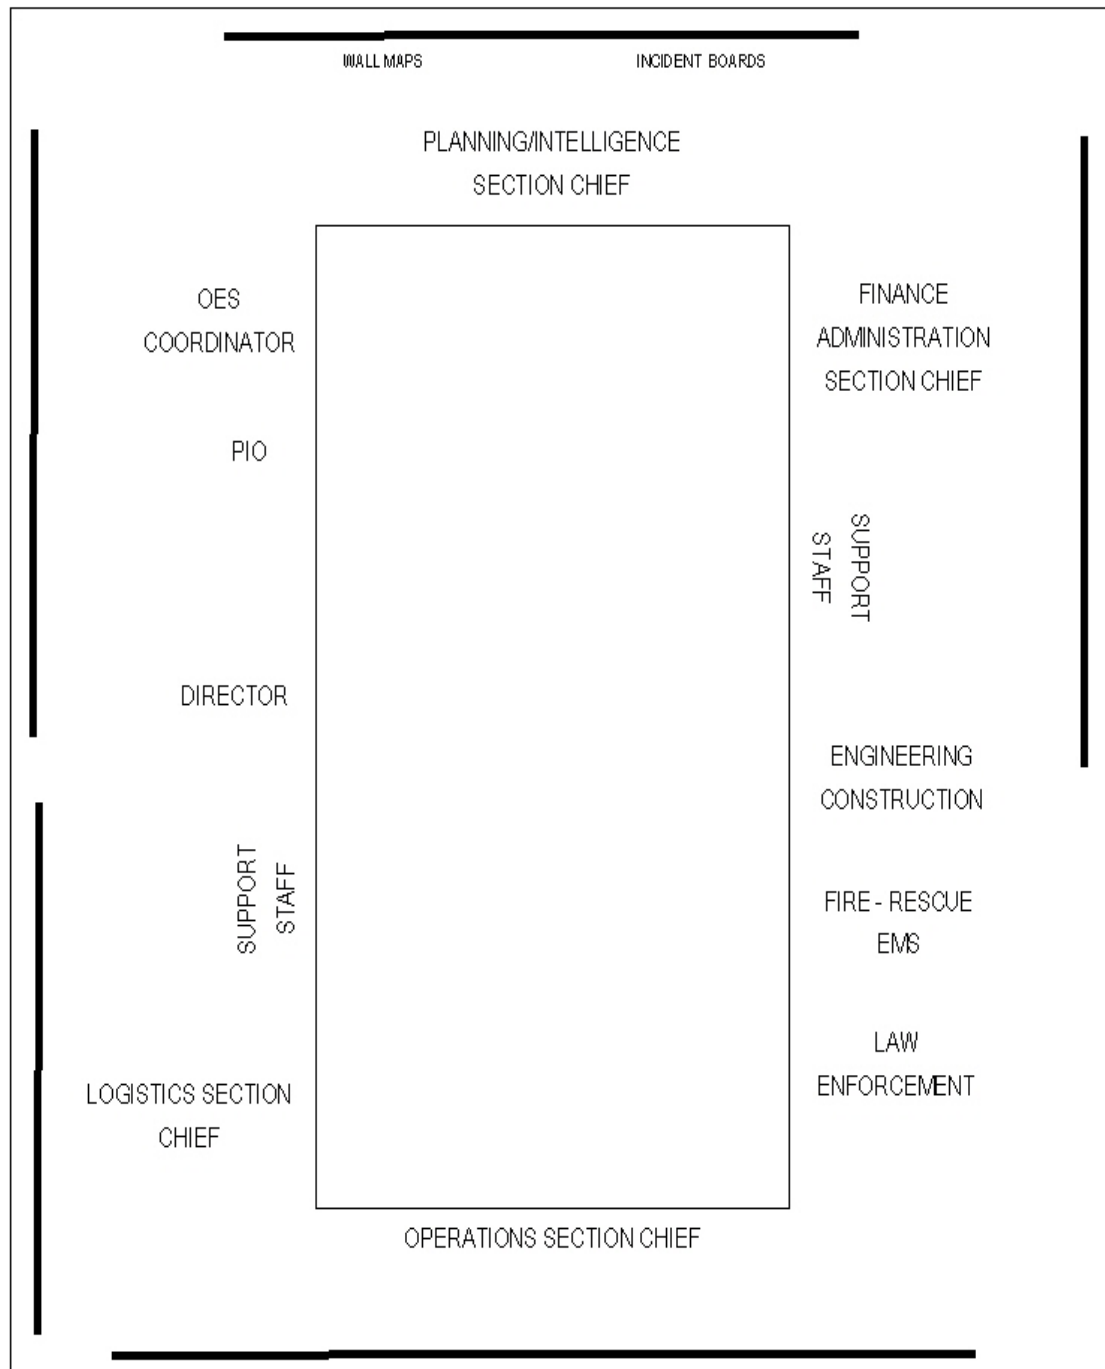 WALL MAPS
INCIDENT BOARDS
PLANNING/INTELLIGENCE
SECTION CHIEF
OES
COORDINATOR
FINANCE
ADMINISTRATION
SECTION CHIEF
PIO
SUPPORT
STAFF
DIRECTOR
ENGINEERING
CONSTRUCTION
SUPPORT
STAFF
FIRE - RESCUE
EMS
LAW
ENFORCEMENT
LOGISTICS SECTION
CHIEF
OPERATIONS SECTION CHIEF